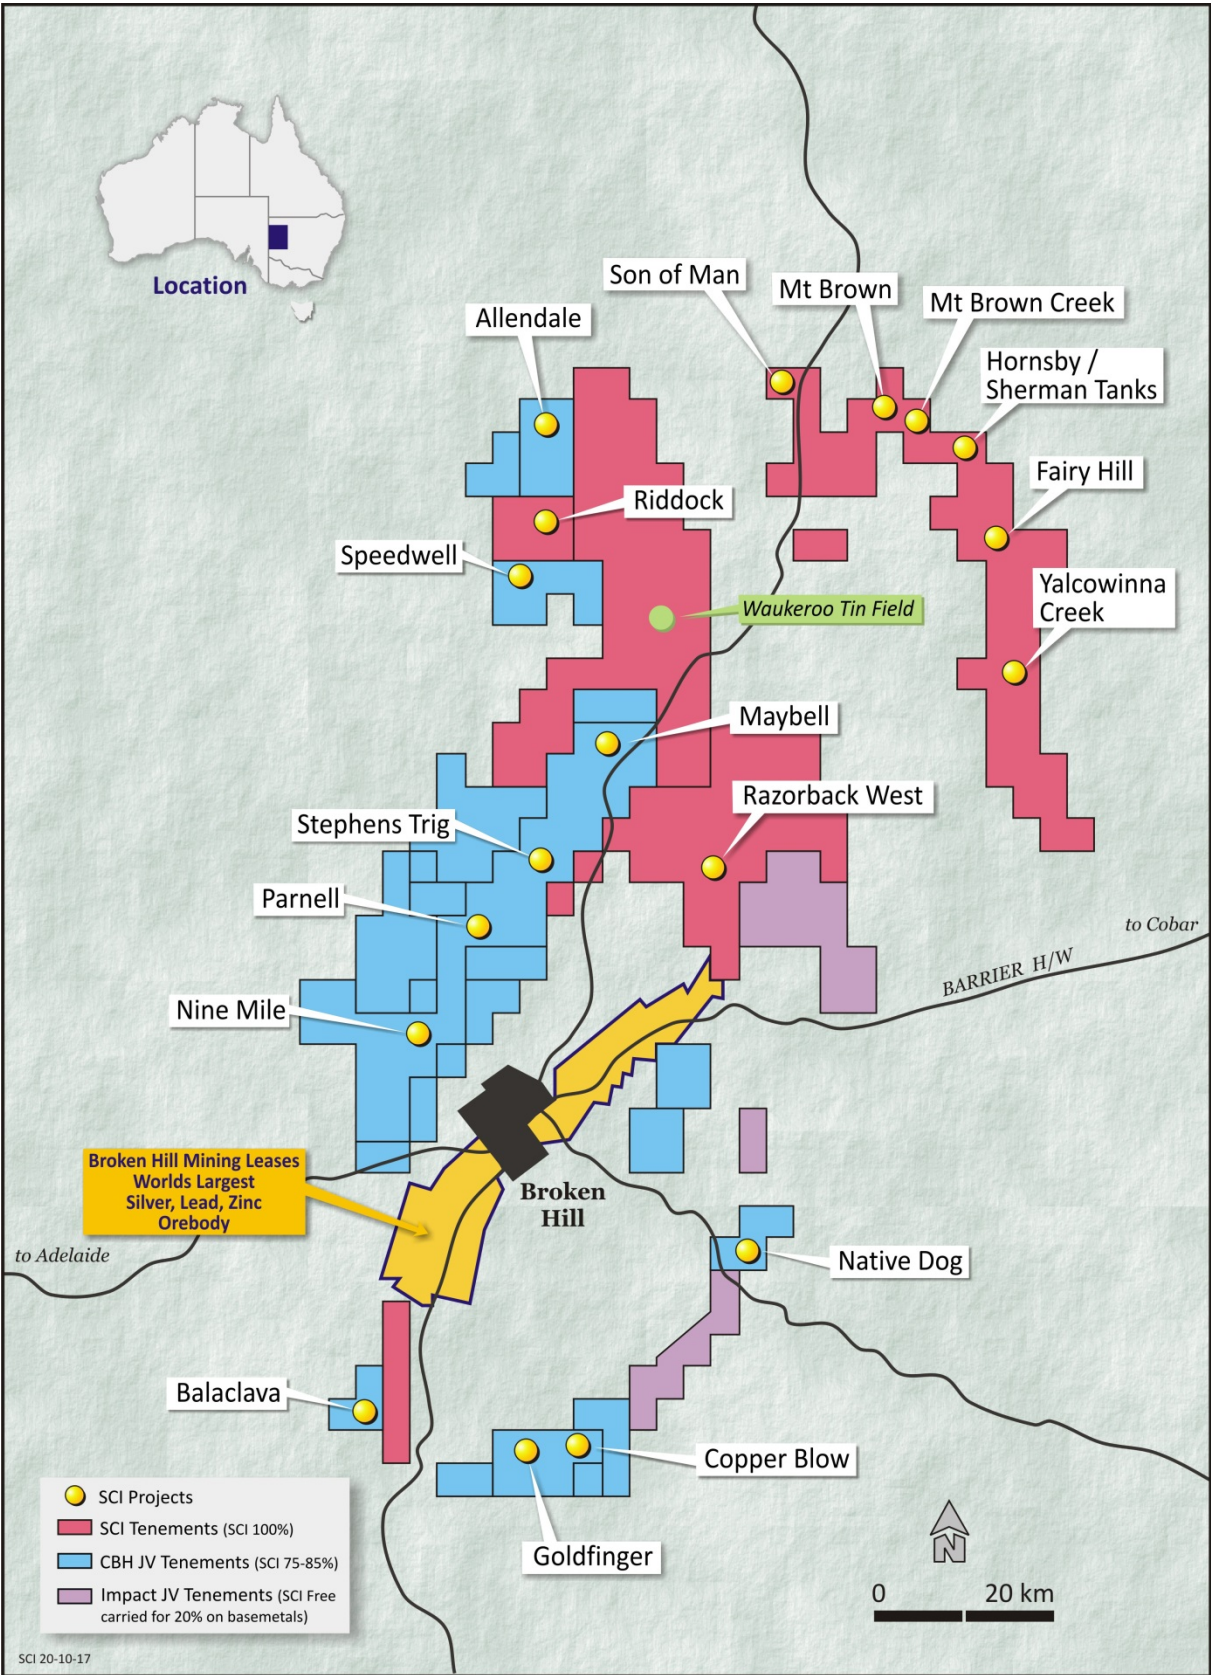 Location
Son of Man
Mt Brown
Mt Brown Creek
Allendale
Hornsby /
Sherman Tanks
Fairy Hill
Riddock
Speedwell
Yalcowinna
Creek
Waukeroo Tin Field
Maybell
Razorback West
Stephens Trig
Parnell
to Cobar
BARRIER H/W
Nine Mile
Broken Hill Mining Leases
Worlds Largest
Silver, Lead, Zinc
Orebody
Broken
Hill
to Adelaide
Native Dog
Balaclava
Copper Blow
Goldfinger
SCI Projects
SCI Tenements (SCI 100%)
CBH JV Tenements (SCI 75-85%)
Impact JV Tenements (SCI Free
carried for 20% on basemetals)
N
0 20 km
SCI 20-10-17